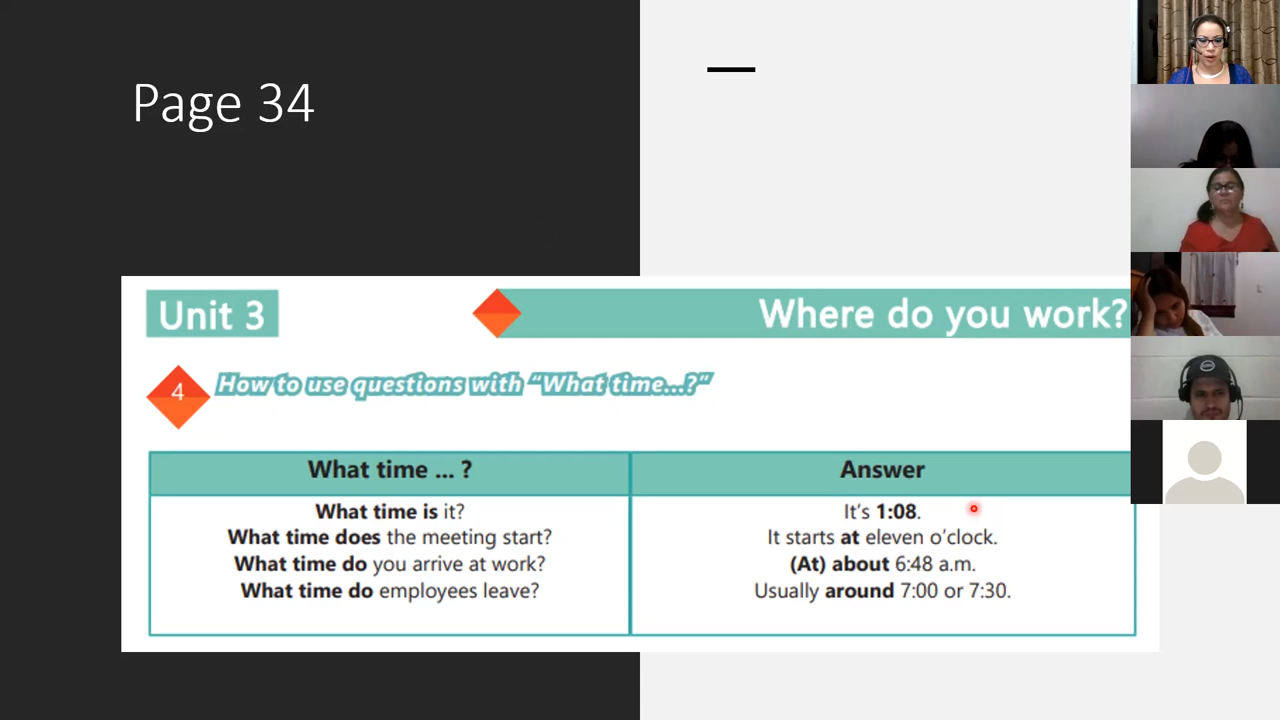 Page 34
Unit 3
Where do you work?
4
How to use questions with “What time...?”
What time ... ?
Answer
What time is it?
It's 1:08.
What time does the meeting start?
It starts at eleven o'clock.
What time do you arrive at work?
(At) about 6:48 a.m.
What time do employees leave?
Usually around 7:00 or 7:30.